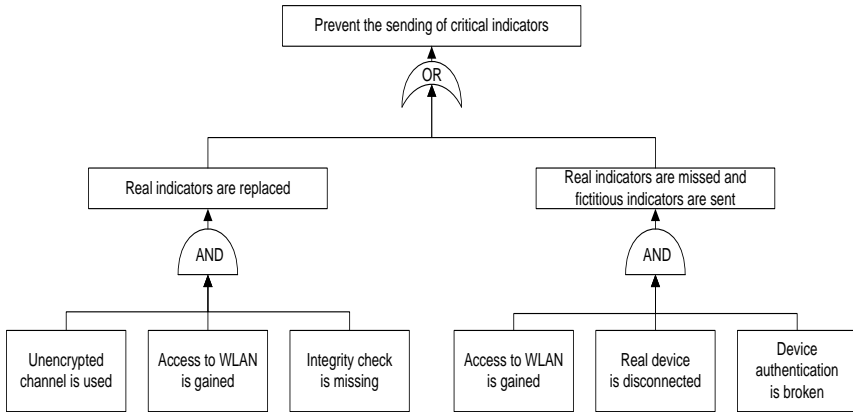 Prevent the sending of critical indicators
OR
Real indicators are replaced
Real indicators are missed and
fictitious indicators are sent
AND
AND
Unencrypted
channel is used
Access to WLAN
is gained
Integrity check
is missing
Access to WLAN
is gained
Real device
is disconnected
Device
authentication
is broken